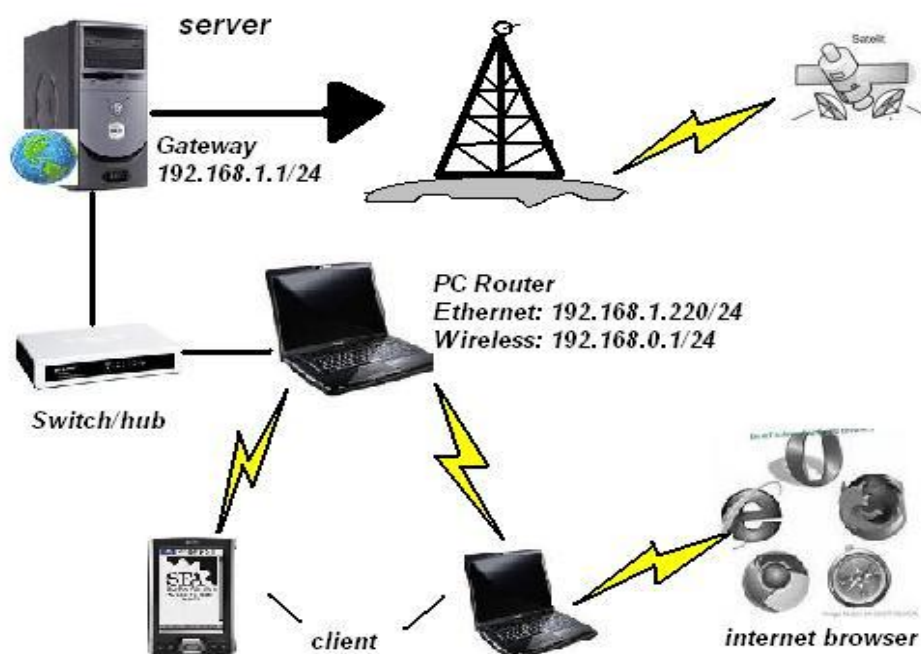 server
Satelit
Gateway
192.168.1.1/24
PC Router
Ethernet: 192.168.1.220/24
Wireless: 192.168.0.1/24
Switch/hub
client
internet browser